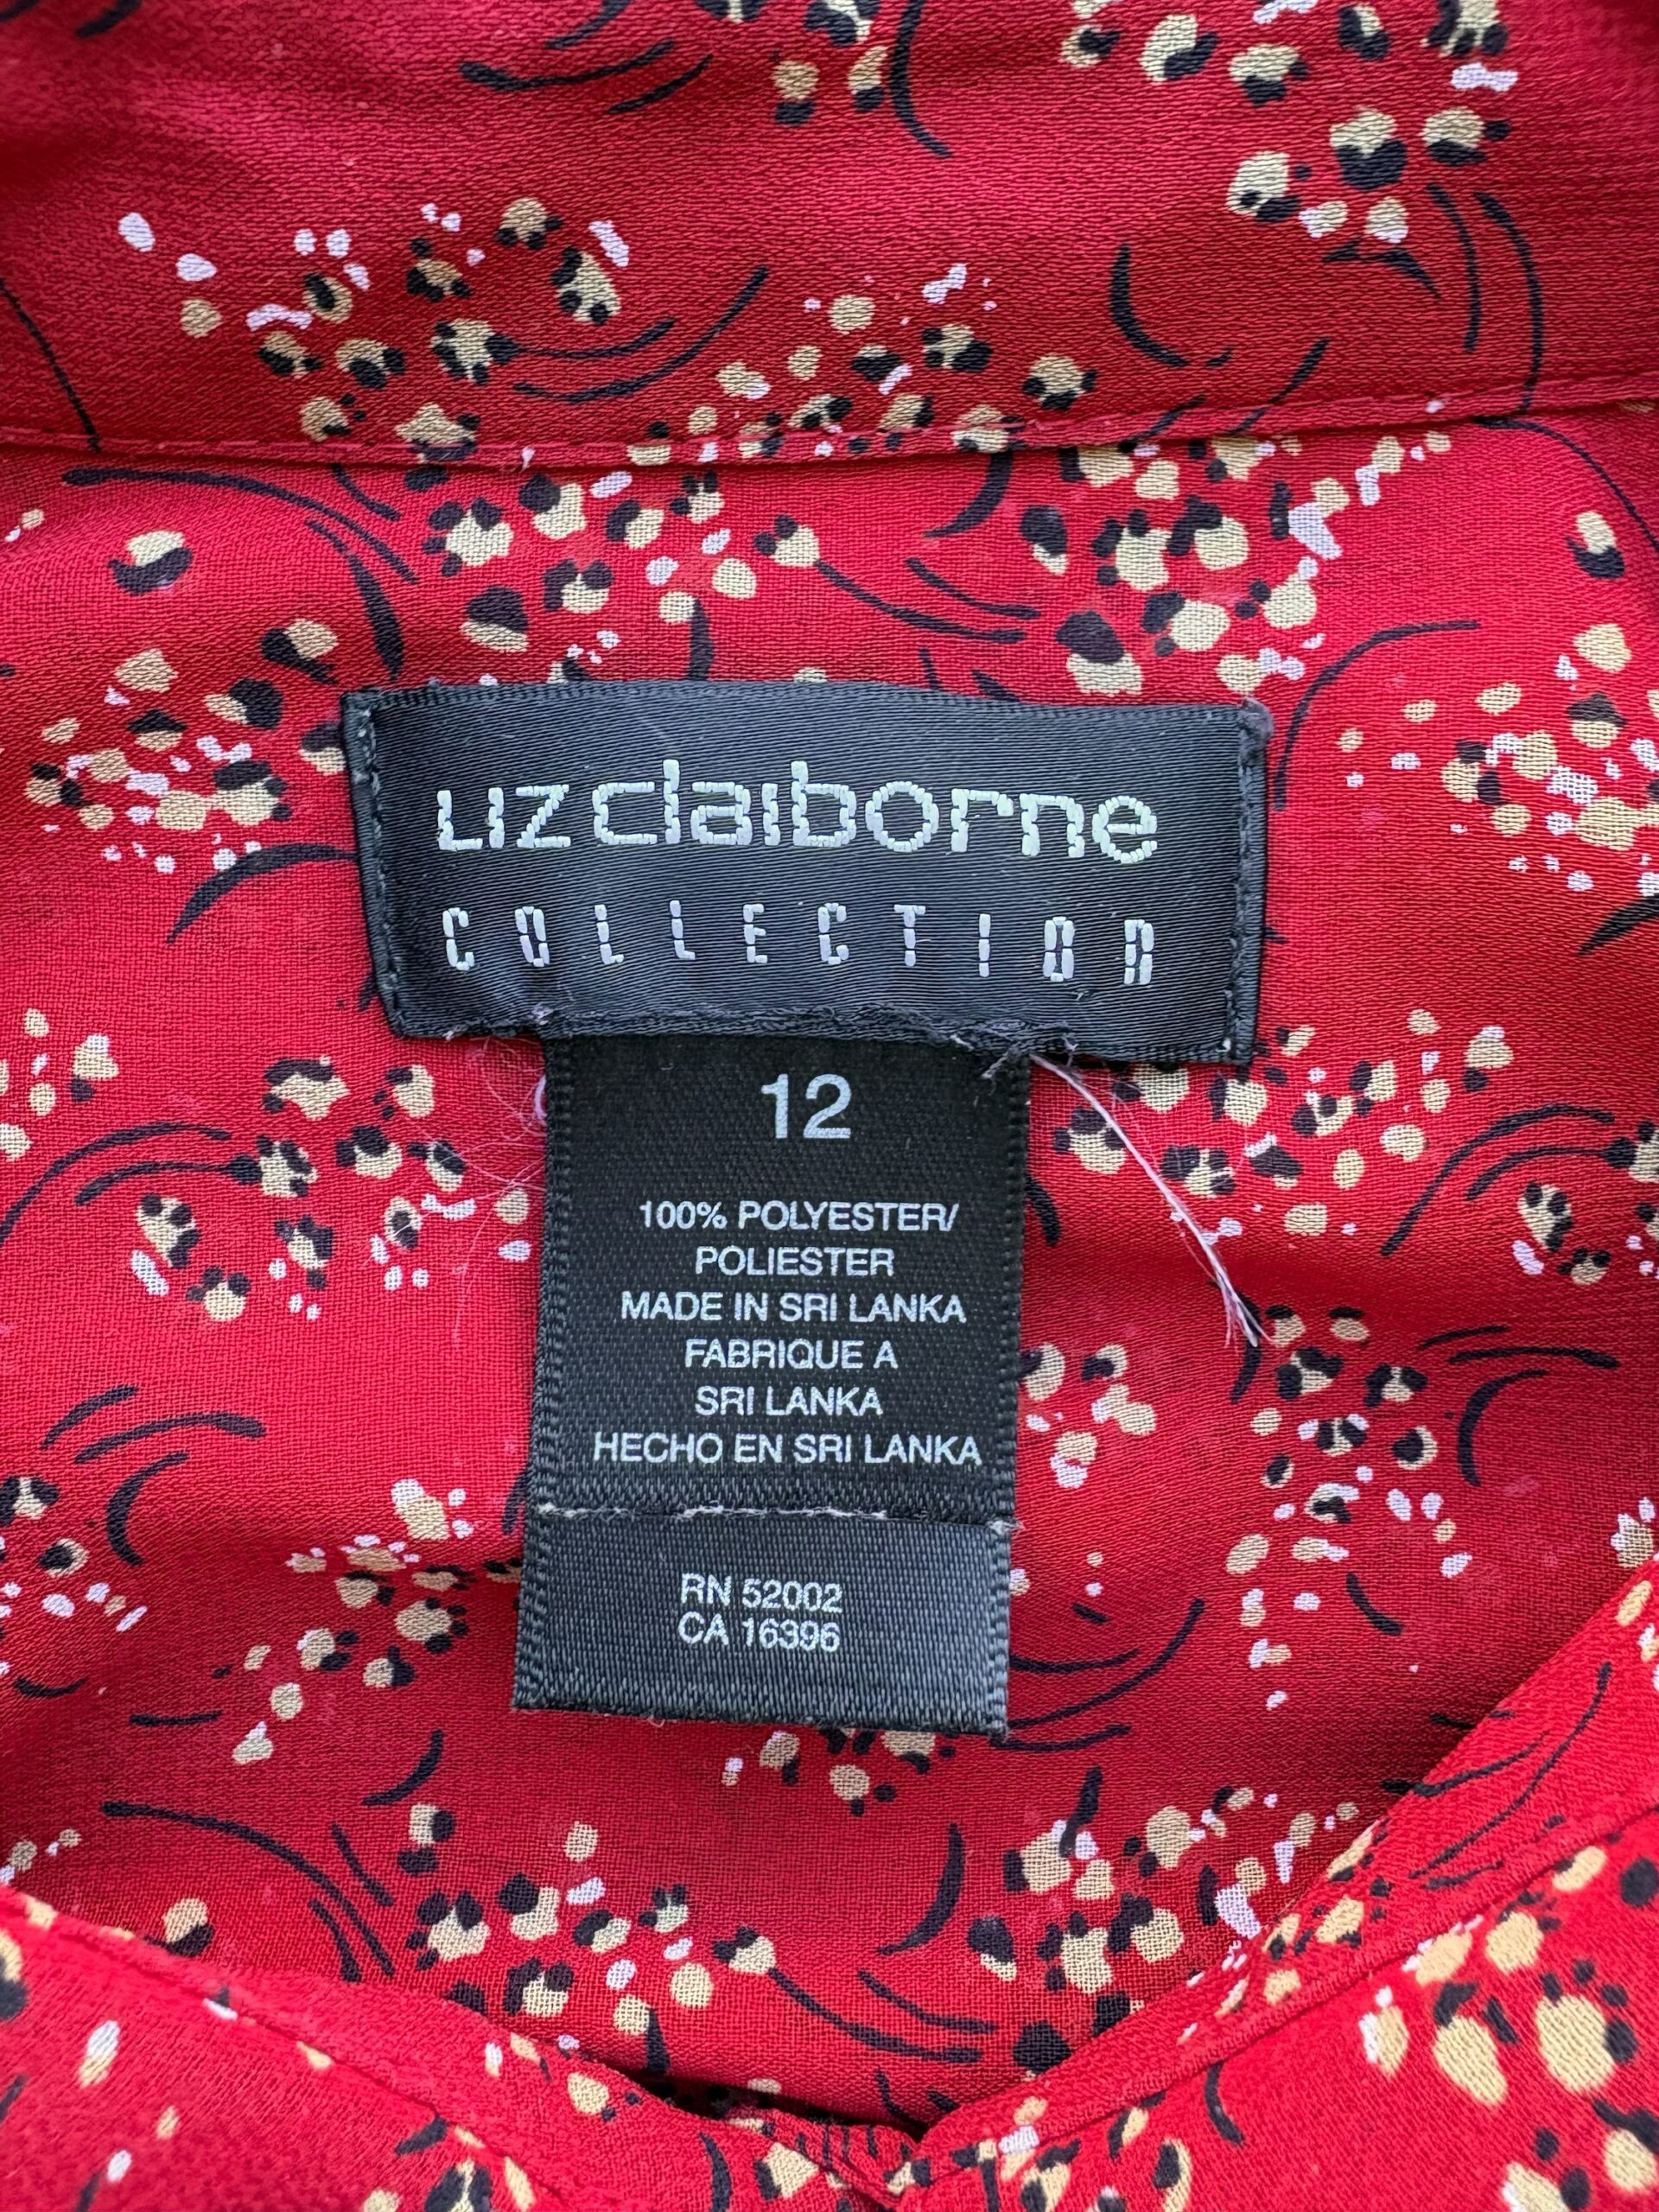 liz claiborne
COLLECTION
12
100% POLYESTER/
POLIESTER
MADE IN SRI LANKA
FABRIQUE A
SRI LANKA
HECHO EN SRI LANKA
RN 52002
CA 16396